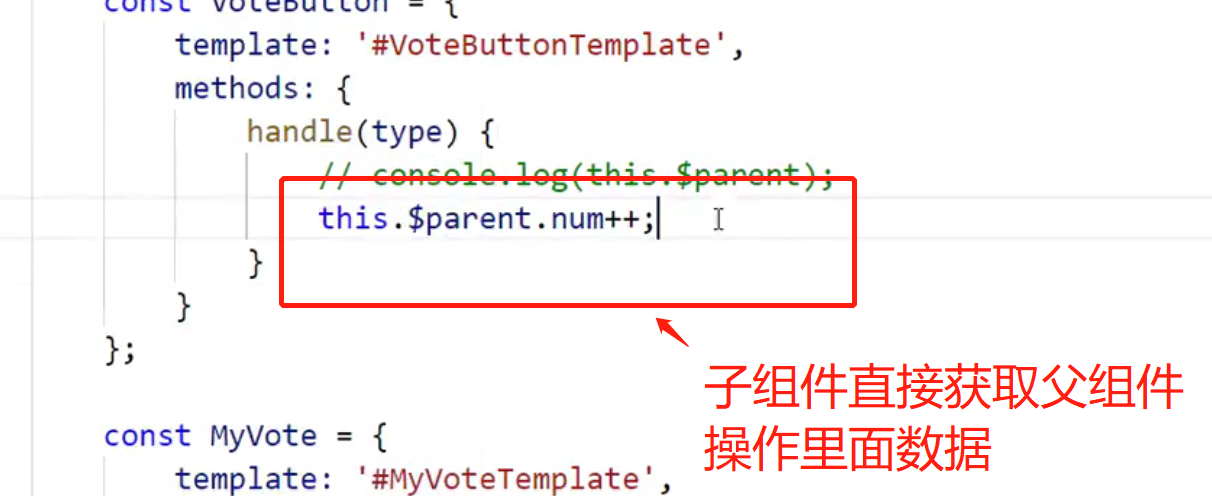 const VoteButton = {
template: '#VoteButtonTemplate',
methods: {
handle(type) {
// console.log(this.$parent);
this.$parent.num++;
}
}
};
子组件直接获取父组件
操作里面数据
const MyVote = {
template: '#MyVoteTemplate',